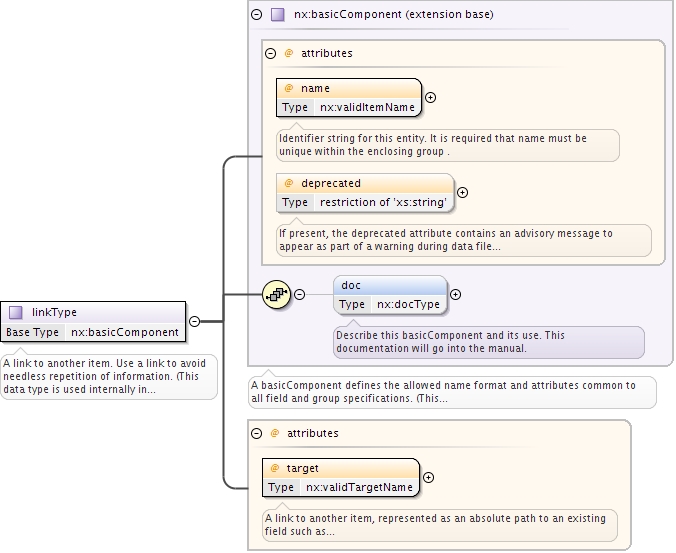 nx:basicComponent (extension base)
@ attributes
@ name
Type nx:validItemName
Identifier string for this entity. It is required that name must be
unique within the enclosing group .
@ deprecated
Type restriction of 'xs:string'
If present, the deprecated attribute contains an advisory message to
appear as part of a warning during data file...
doc
Type nx:docType
Describe this basicComponent and its use. This
documentation will go into the manual.
linkType
Base Type nx:basicComponent
A link to another item. Use a link to avoid
needless repetition of information. (This
data type is used internally in...
A basicComponent defines the allowed name format and attributes common to
all field and group specifications. (This...
@ attributes
@ target
Type nx:validTargetName
A link to another item, represented as an absolute path to an existing
field such as...